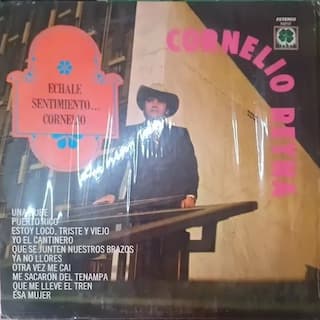 ESTEREO
CORNELIO REYNA
ECHALE
SENTIMIENTO...
CORNELIO
UNA NUBE
PUERTO RICO
ESTOY LOCO, TRISTE Y VIEJO
YO EL CANTINERO
QUE SE JUNTEN NUESTROS BRAZOS
YA NO LLORES
OTRA VEZ ME CAI
ME SACARON DEL TENAMPA
QUE ME LLEVE EL TREN
ESA MUJER